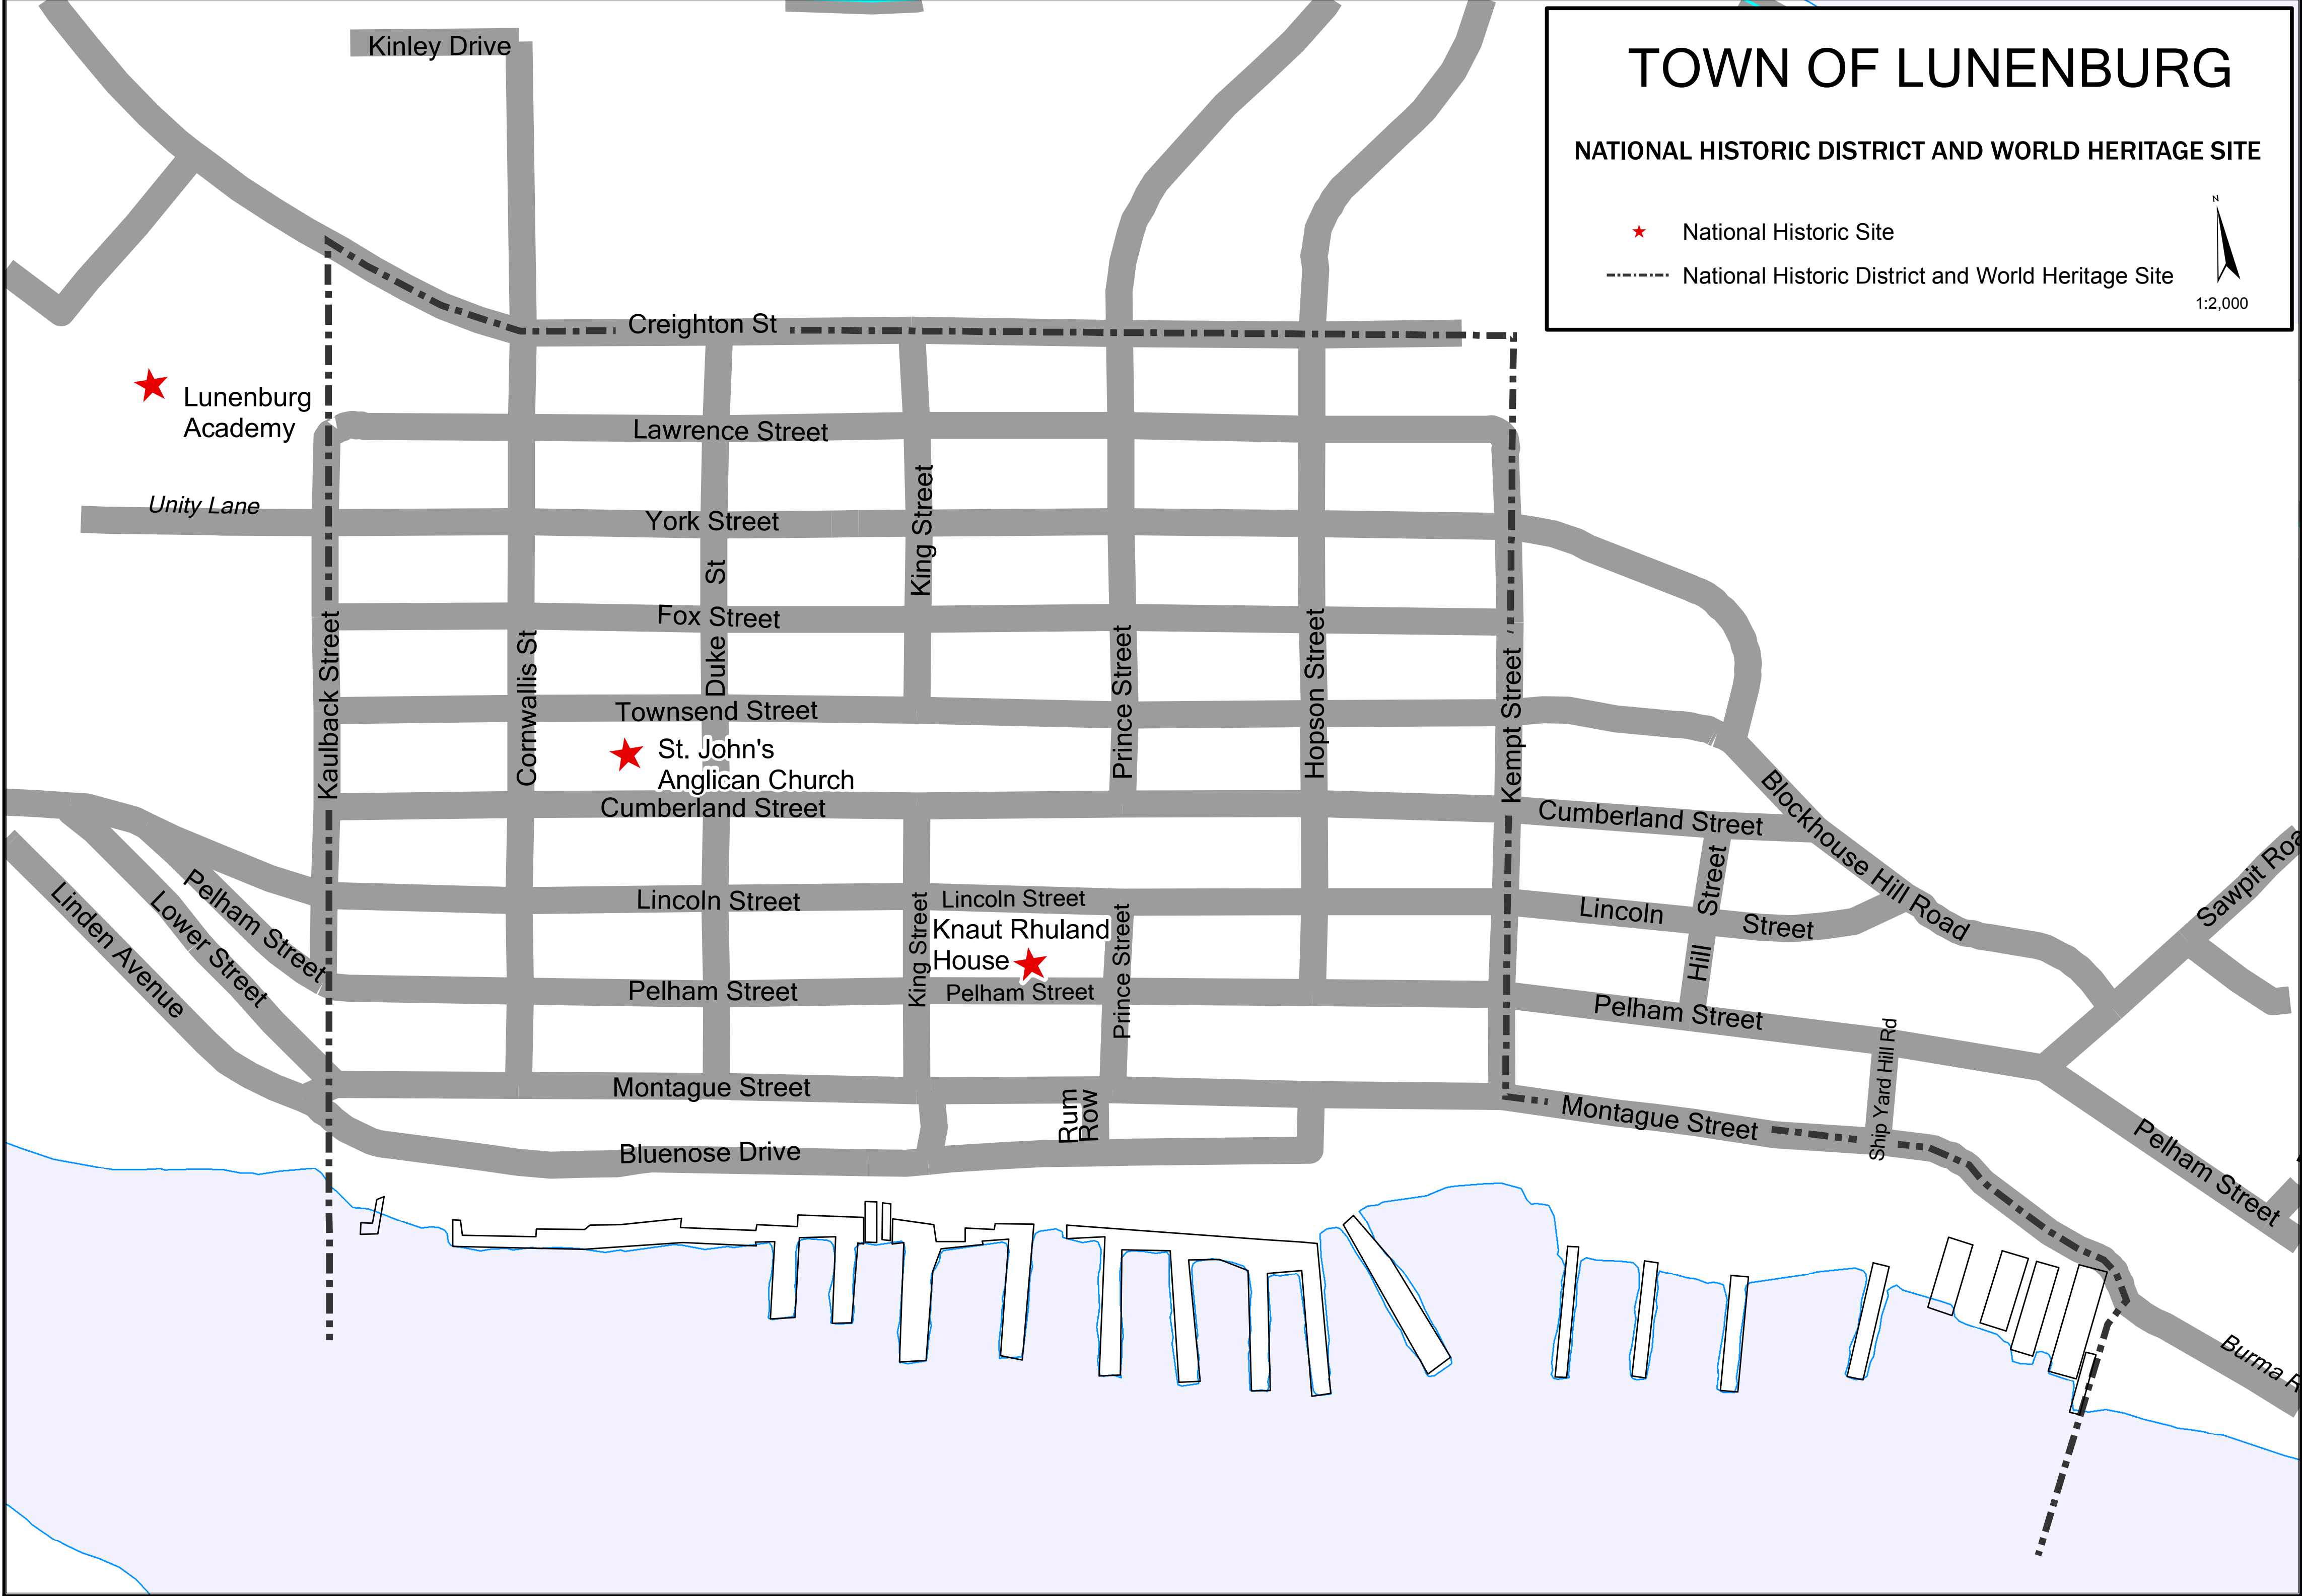 TOWN OF LUNENBURG
NATIONAL HISTORIC DISTRICT AND WORLD HERITAGE SITE
N
National Historic Site
National Historic District and World Heritage Site
1:2,000
Kinley Drive
Creighton St
Lunenburg
Academy
Lawrence Street
Unity Lane
York Street
King Street
Duke St
Fox Street
Kaulback Street
Cornwallis St
Prince Street
Hopson Street
Kempt Street
Townsend Street
St. John's
Anglican Church
Cumberland Street
Cumberland Street
Blockhouse Hill Road
Sawpit Roa
Pelham Street
Lower Street
Linden Avenue
Lincoln Street
Lincoln Street
Lincoln Street
Hill Street
Knaut Rhuland
House
King Street
Prince Street
Pelham Street
Pelham Street
Pelham Street
Ship Yard Hill Rd
Montague Street
Rum
Row
Montague Street
Pelham Street
Bluenose Drive
Burma R